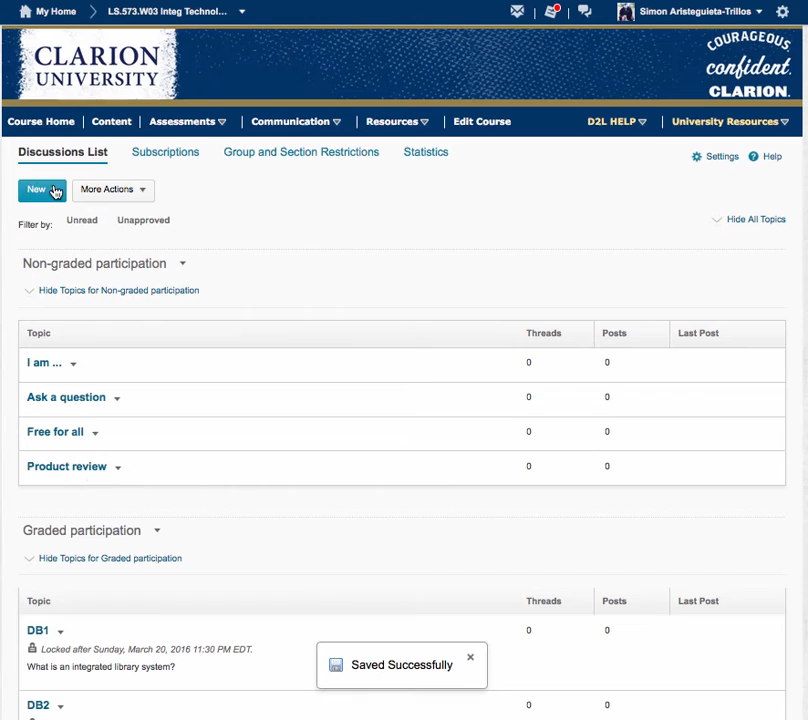 My Home LS.573.W03 Integ Technol... Simon Aristeguieta-Trillos
CLARION
UNIVERSITY
COURAGEOUS.
confident.
CLARION.
Course Home Content Assessments Communication Resources Edit Course D2L HELP University Resources
Discussions List Subscriptions Group and Section Restrictions Statistics
Settings Help
New More Actions
Filter by: Unread Unapproved
Hide All Topics
Non-graded participation
Hide Topics for Non-graded participation
Topic Threads Posts Last Post
I am ... 0 0
Ask a question 0 0
Free for all 0 0
Product review 0 0
Graded participation
Hide Topics for Graded participation
Topic Threads Posts Last Post
DB1 0 0
Locked after Sunday, March 20, 2016 11:30 PM EDT.
What is an integrated library system?
Saved Successfully
DB2 0 0